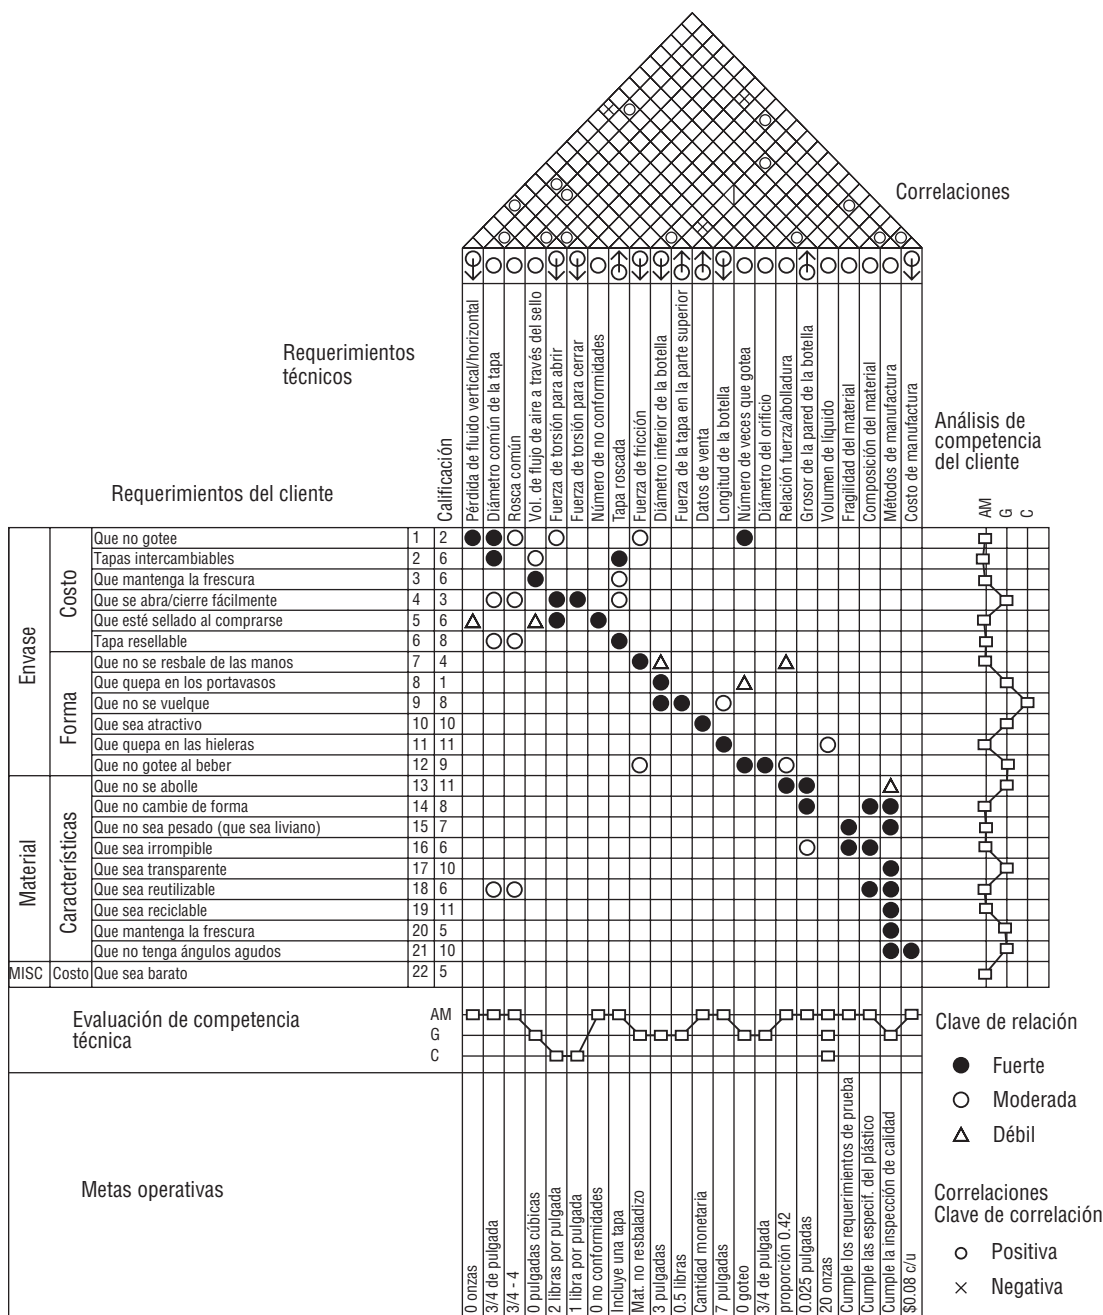 Correlaciones
Requerimientos
técnicos
Pérdida de fluido vertical/horizontal
Diámetro común de la tapa
Rosca común
Vol. de flujo de aire a través del sello
Fuerza de torsión para abrir
Fuerza de torsión para cerrar
Número de no conformidades
Tapa roscada
Fuerza de fricción
Diámetro inferior de la botella
Fuerza de la tapa en la parte superior
Datos de venta
Longitud de la botella
Número de veces que gotea
Diámetro del orificio
Relación fuerza/abolladura
Grosor de la pared de la botella
Volumen de líquido
Fragilidad del material
Composición del material
Métodos de manufactura
Costo de manufactura
Análisis de
competencia
del cliente
Requerimientos del cliente
Calificación
AM
G
C
Envase
Costo
Que no gotee 1 2
Tapas intercambiables 2 6
Que mantenga la frescura 3 6
Que se abra/cierre fácilmente 4 3
Que esté sellado al comprarse 5 6
Tapa resellable 6 8
Forma
Que no se resbale de las manos 7 4
Que quepa en los portavasos 8 1
Que no se vuelque 9 8
Que sea atractivo 10 10
Que quepa en las hieleras 11 11
Que no gotee al beber 12 9
Material
Características
Que no se abolle 13 11
Que no cambie de forma 14 8
Que no sea pesado (que sea liviano) 15 7
Que sea irrompible 16 6
Que sea transparente 17 10
Que sea reutilizable 18 6
Que sea reciclable 19 11
Que mantenga la frescura 20 5
Que no tenga ángulos agudos 21 10
MISC Costo Que sea barato 22 5
Evaluación de competencia
técnica
AM
G
C
Clave de relación
Fuerte
Moderada
Débil
Metas operativas
0 onzas
3/4 de pulgada
3/4 - 4
0 pulgadas cúbicas
2 libras por pulgada
1 libra por pulgada
0 no conformidades
Incluye una tapa
Mat. no resbaladizo
3 pulgadas
0.5 libras
Cantidad monetaria
7 pulgadas
0 goteo
3/4 de pulgada
proporción 0.42
0.025 pulgadas
20 onzas
Cumple los requerimientos de prueba
Cumple las especif. del plástico
Cumple la inspección de calidad
$0.08 c/u
Correlaciones
Clave de correlación
Positiva
Negativa